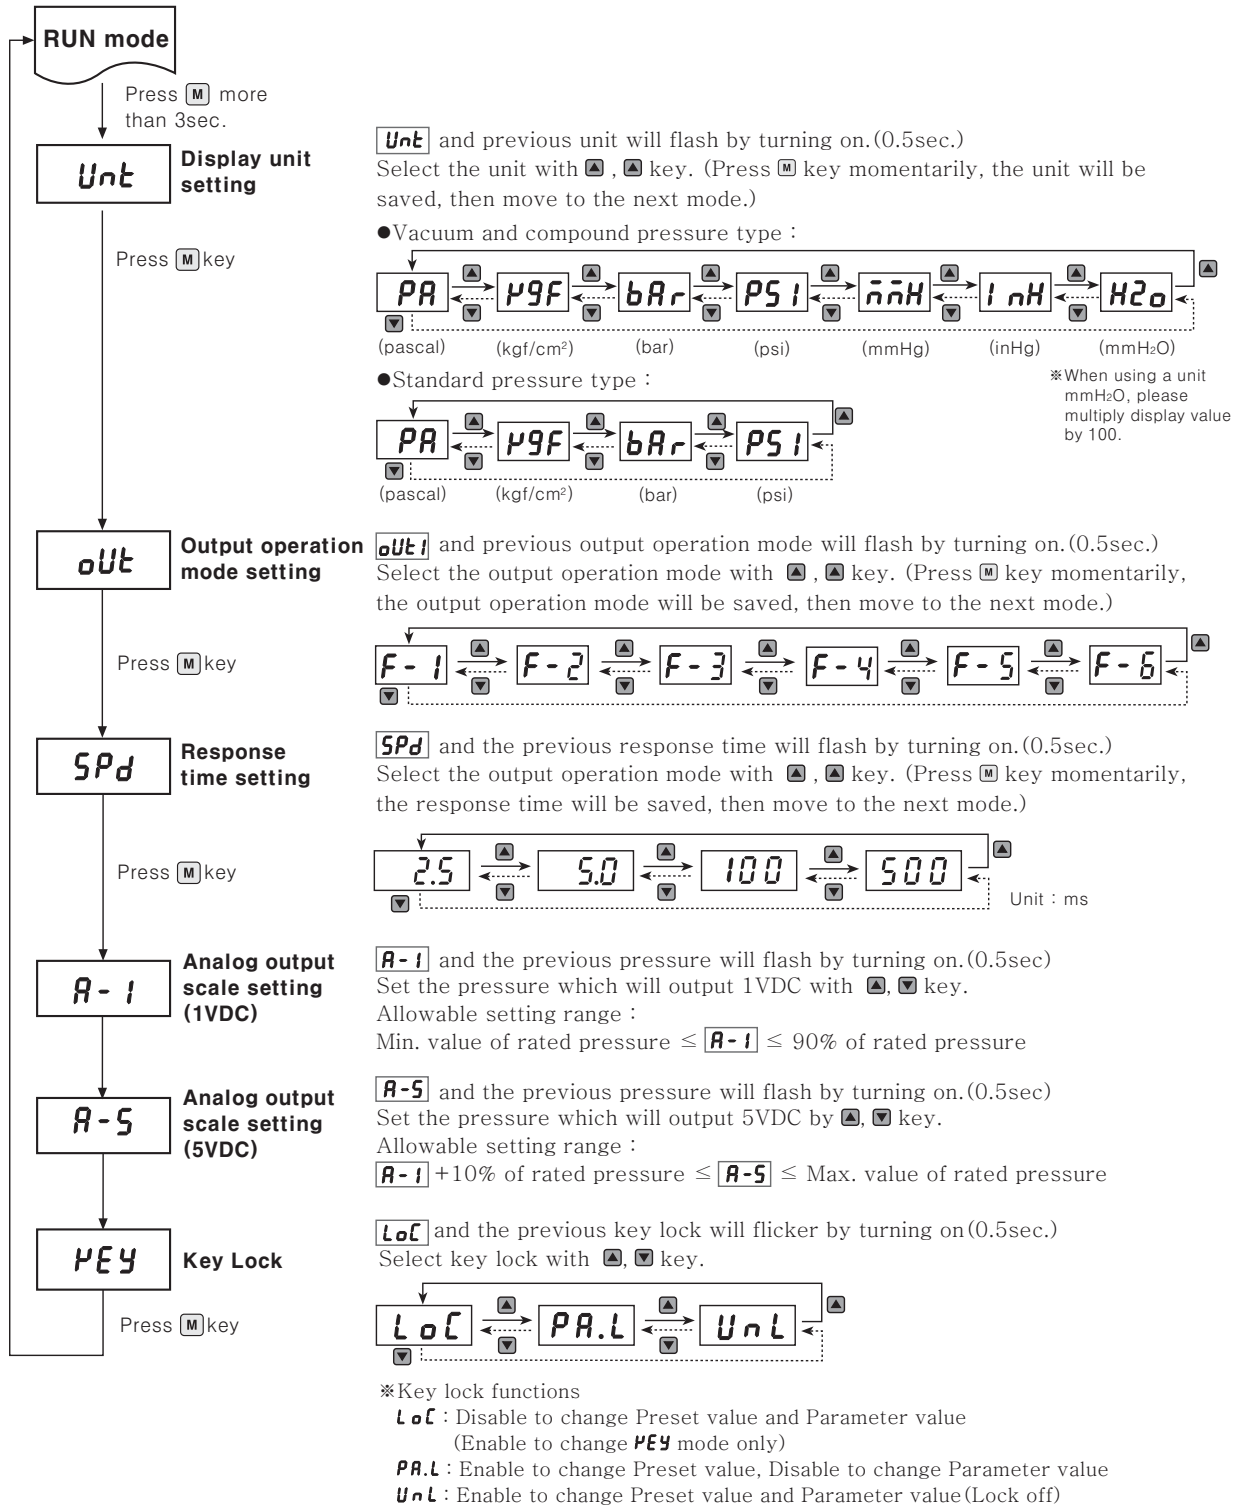 RUN mode
Press M more
than 3sec.
Unt
Display unit
setting
Unt and previous unit will flash by turning on.(0.5sec.)
Select the unit with ▲ , ▲ key. (Press M key momentarily, the unit will be
saved, then move to the next mode.)
Press M key
●Vacuum and compound pressure type :
PA ▲ ▼ KgF ▲ ▼ bAr ▲ ▼ PSI ▲ ▼ mmH ▲ ▼ InH ▲ ▼ H2o ▲
▼
(pascal) (kgf/cm²) (bar) (psi) (mmHg) (inHg) (mmH₂O)
●Standard pressure type :
※When using a unit
mmH₂O, please
multiply display value
by 100.
PA ▲ ▼ KgF ▲ ▼ bAr ▲ ▼ PSI ▲
▼
(pascal) (kgf/cm²) (bar) (psi)
oUt
Output operation
mode setting
oUt1 and previous output operation mode will flash by turning on.(0.5sec.)
Select the output operation mode with ▲ , ▲ key. (Press M key momentarily,
the output operation mode will be saved, then move to the next mode.)
Press M key
F-1 ▲ ▼ F-2 ▲ ▼ F-3 ▲ ▼ F-4 ▲ ▼ F-5 ▲ ▼ F-6 ▲
▼
SPd
Response
time setting
SPd and the previous response time will flash by turning on.(0.5sec.)
Select the output operation mode with ▲ , ▲ key. (Press M key momentarily,
the response time will be saved, then move to the next mode.)
Press M key
2.5 ▲ ▼ 5.0 ▲ ▼ 100 ▲ ▼ 500 ▲
▼
Unit : ms
A-1
Analog output
scale setting
(1VDC)
A-1 and the previous pressure will flash by turning on.(0.5sec)
Set the pressure which will output 1VDC with ▲, ▼ key.
Allowable setting range :
Min. value of rated pressure ≤ A-1 ≤ 90% of rated pressure
A-5
Analog output
scale setting
(5VDC)
A-5 and the previous pressure will flash by turning on.(0.5sec)
Set the pressure which will output 5VDC by ▲, ▼ key.
Allowable setting range :
A-1 +10% of rated pressure ≤ A-5 ≤ Max. value of rated pressure
KEY
Key Lock
LoC and the previous key lock will flicker by turning on(0.5sec.)
Select key lock with ▲, ▼ key.
Press M key
LoC ▲ ▼ PA.L ▲ ▼ UnL ▲
▼
※Key lock functions
LoC : Disable to change Preset value and Parameter value
(Enable to change KEY mode only)
PA.L : Enable to change Preset value, Disable to change Parameter value
UnL : Enable to change Preset value and Parameter value(Lock off)